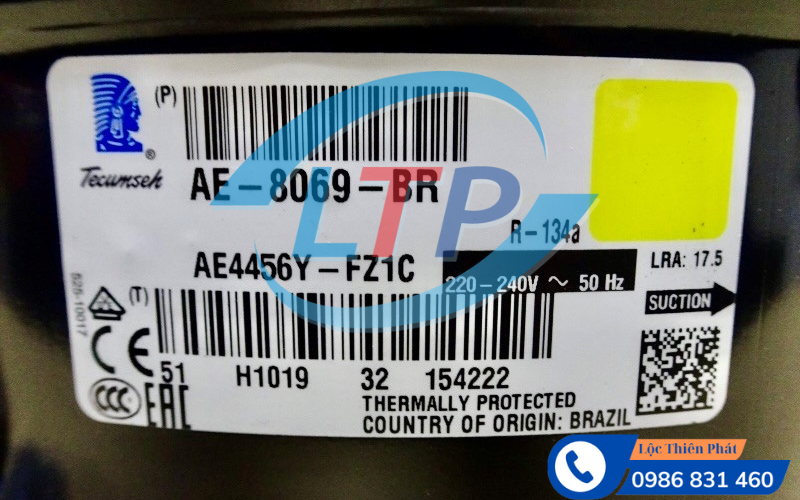 (P)
Tecumseh
®
AE-8069-BR
LTP
R-134a
AE4456Y-FZ1C
220-240V ~ 50 Hz
LRA: 17.5
SUCTION
(T)
526-10017
CE
51 H1019 32 154222
CCC
EAC
THERMALLY PROTECTED
COUNTRY OF ORIGIN: BRAZIL
Lộc Thiên Phát
0986 831 460